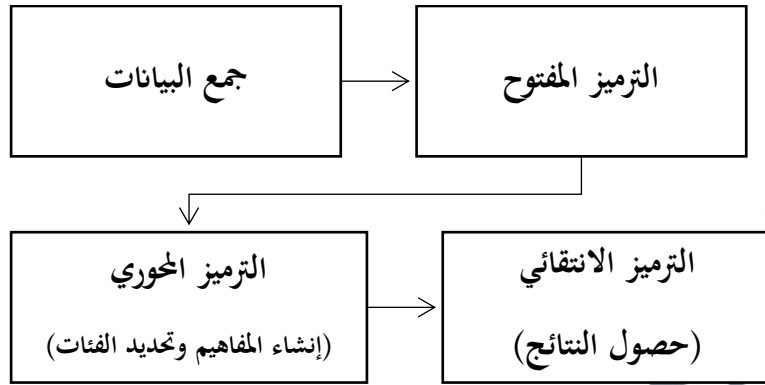 جمع البيانات
الترميز المفتوح
الترميز المحوري
(إنشاء المفاهيم وتحديد الفئات)
الترميز الانتقائي
(حصول النتائج)